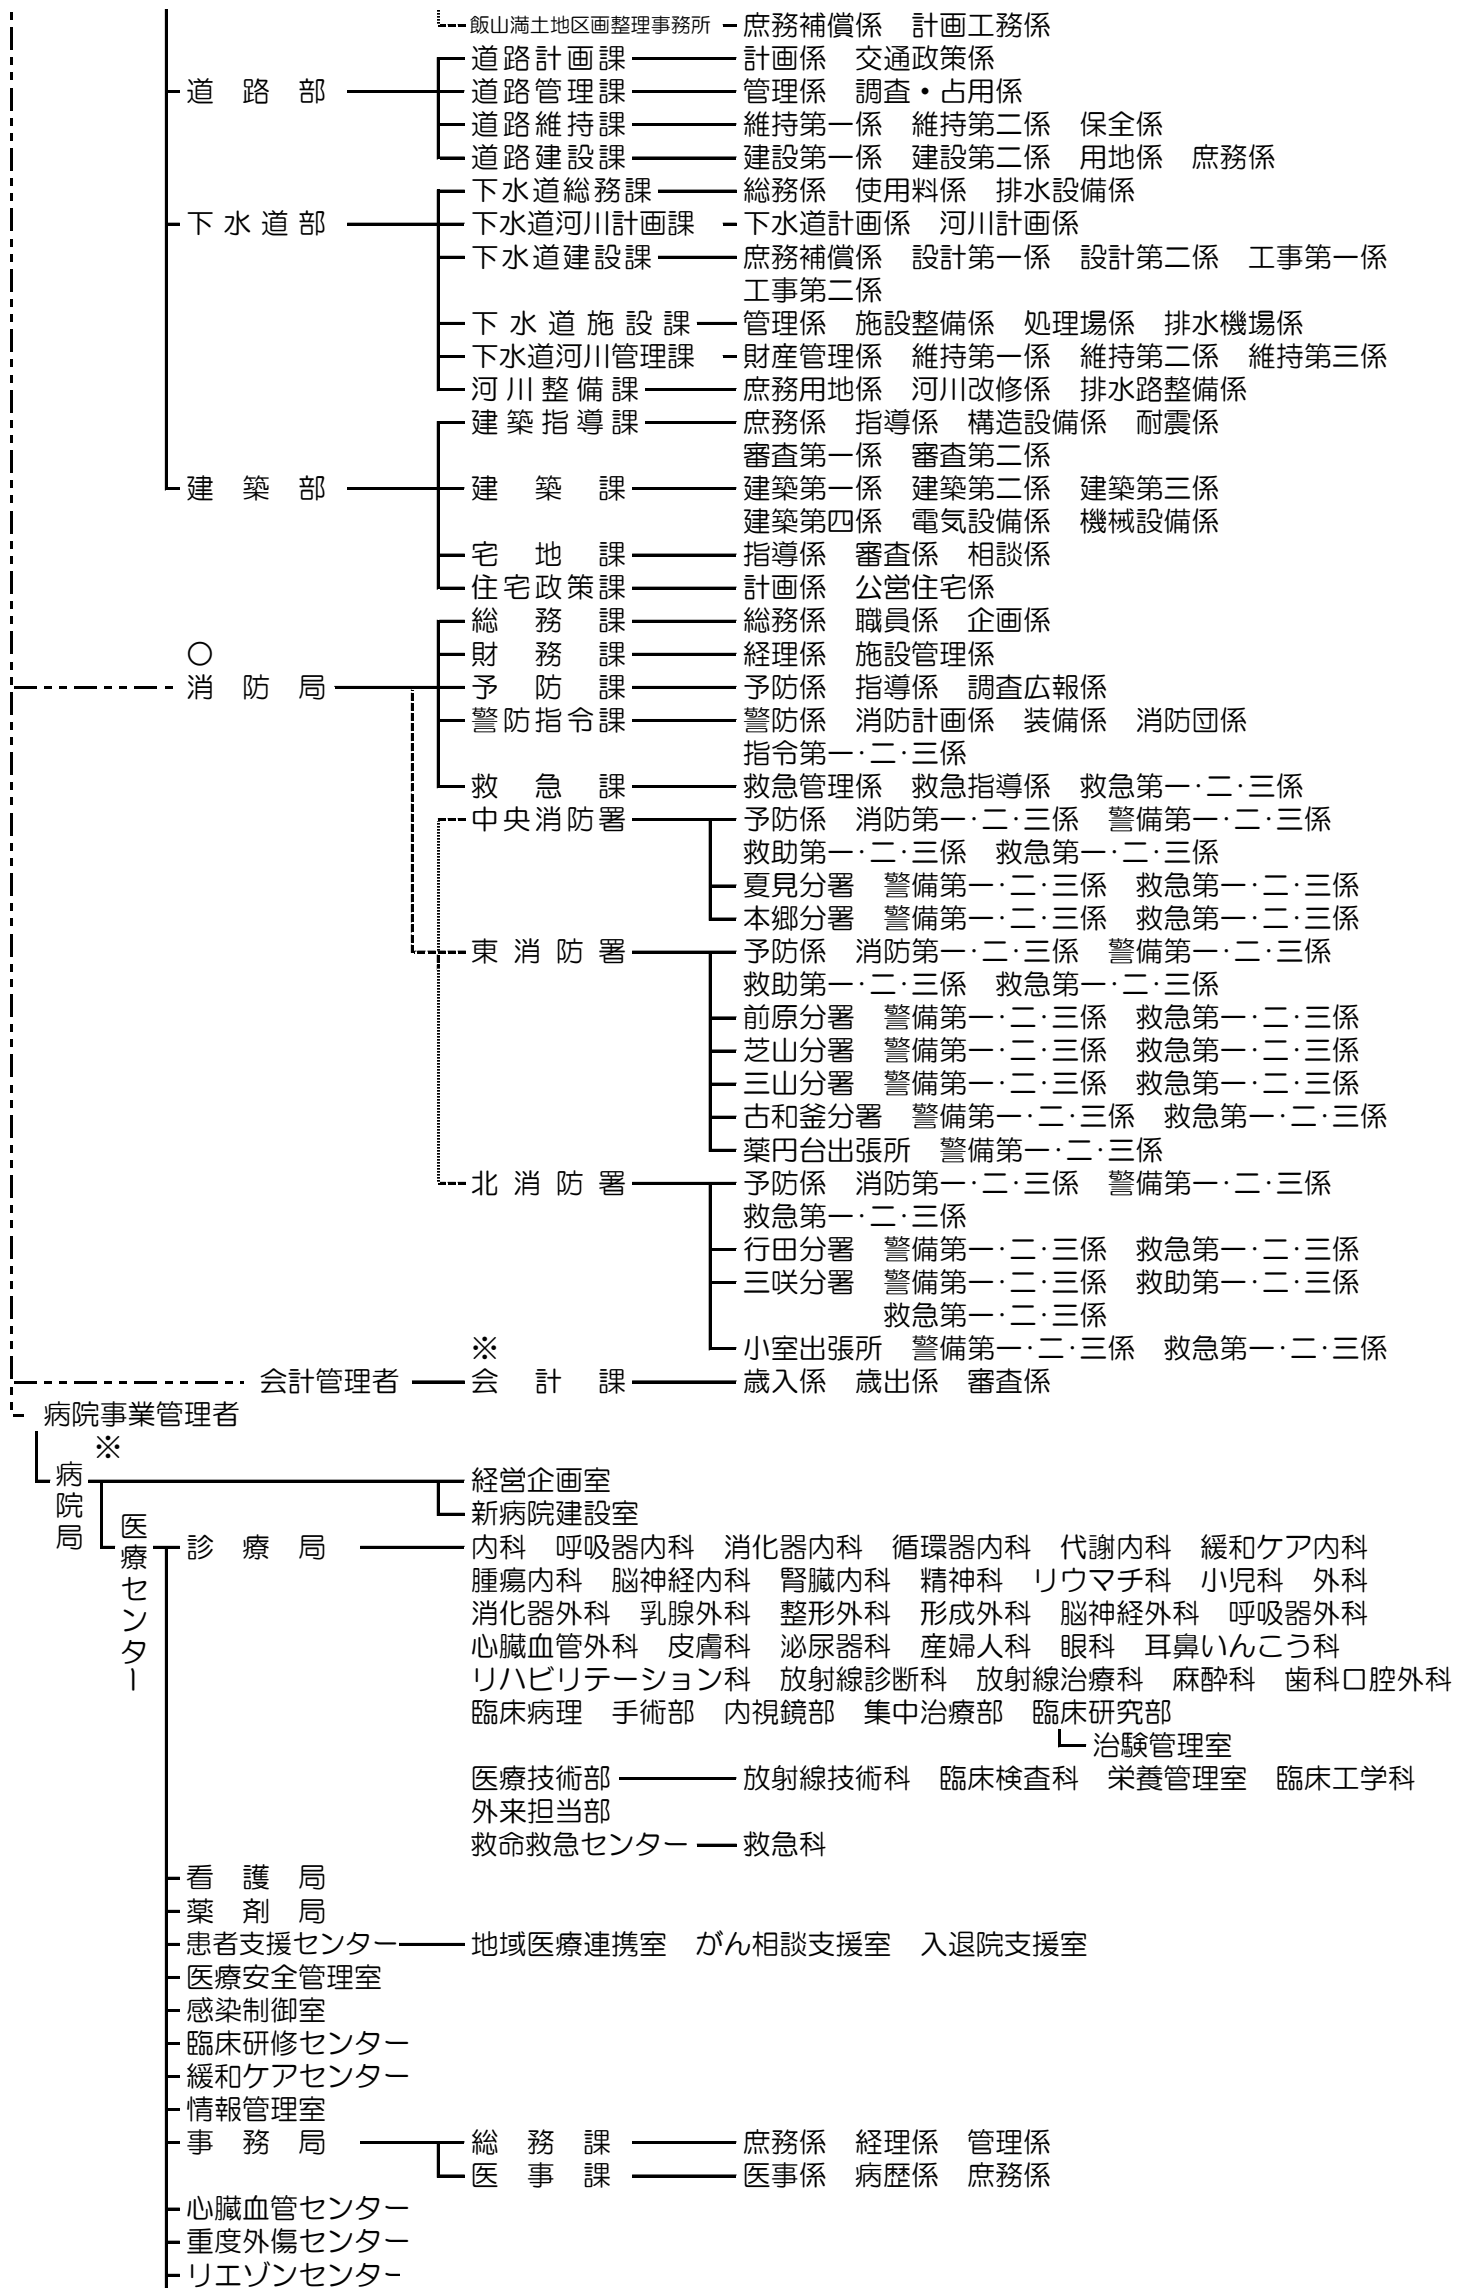 飯山満土地区画整理事務所 庶務補償係 計画工務係
道路計画課 計画係 交通政策係
道路部 道路管理課 管理係 調査・占用係
道路維持課 維持第一係 維持第二係 保全係
道路建設課 建設第一係 建設第二係 用地係 庶務係
下水道総務課 総務係 使用料係 排水設備係
下水道部 下水道河川計画課 下水道計画係 河川計画係
下水道建設課 庶務補償係 設計第一係 設計第二係 工事第一係
工事第二係
下水道施設課 管理係 施設整備係 処理場係 排水機場係
下水道河川管理課 財産管理係 維持第一係 維持第二係 維持第三係
河川整備課 庶務用地係 河川改修係 排水路整備係
建築指導課 庶務係 指導係 構造設備係 耐震係
審査第一係 審査第二係
建築部 建築課 建築第一係 建築第二係 建築第三係
建築第四係 電気設備係 機械設備係
宅地課 指導係 審査係 相談係
住宅政策課 計画係 公営住宅係
総務課 総務係 職員係 企画係
○ 財務課 経理係 施設管理係
消防局 予防課 予防係 指導係 調査広報係
警防指令課 警防係 消防計画係 装備係 消防団係
指令第一・二・三係
救急課 救急管理係 救急指導係 救急第一・二・三係
中央消防署 予防係 消防第一・二・三係 警備第一・二・三係
救助第一・二・三係 救急第一・二・三係
夏見分署 警備第一・二・三係 救急第一・二・三係
本郷分署 警備第一・二・三係 救急第一・二・三係
東消防署 予防係 消防第一・二・三係 警備第一・二・三係
救助第一・二・三係 救急第一・二・三係
前原分署 警備第一・二・三係 救急第一・二・三係
芝山分署 警備第一・二・三係 救急第一・二・三係
三山分署 警備第一・二・三係 救急第一・二・三係
古和釜分署 警備第一・二・三係 救急第一・二・三係
薬円台出張所 警備第一・二・三係
北消防署 予防係 消防第一・二・三係 警備第一・二・三係
救急第一・二・三係
行田分署 警備第一・二・三係 救急第一・二・三係
三咲分署 警備第一・二・三係 救助第一・二・三係
救急第一・二・三係
※ 小室出張所 警備第一・二・三係 救急第一・二・三係
会計管理者 会計課 歳入係 歳出係 審査係
病院事業管理者
※
病院局 経営企画室
新病院建設室
医療センター
診療局 内科 呼吸器内科 消化器内科 循環器内科 代謝内科 緩和ケア内科
腫瘍内科 脳神経内科 腎臓内科 精神科 リウマチ科 小児科 外科
消化器外科 乳腺外科 整形外科 形成外科 脳神経外科 呼吸器外科
心臓血管外科 皮膚科 泌尿器科 産婦人科 眼科 耳鼻いんこう科
リハビリテーション科 放射線診断科 放射線治療科 麻酔科 歯科口腔外科
臨床病理 手術部 内視鏡部 集中治療部 臨床研究部
治験管理室
医療技術部 放射線技術科 臨床検査科 栄養管理室 臨床工学科
外来担当部
救命救急センター 救急科
看護局
薬剤局
患者支援センター 地域医療連携室 がん相談支援室 入退院支援室
医療安全管理室
感染制御室
臨床研修センター
緩和ケアセンター
情報管理室
事務局 総務課 庶務係 経理係 管理係
医事課 医事係 病歴係 庶務係
心臓血管センター
重度外傷センター
リエゾンセンター